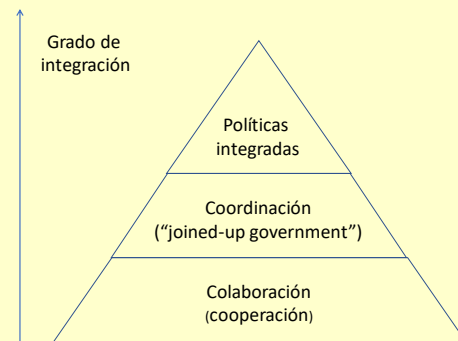 Grado de
integración
Políticas
integradas
Coordinación
(“joined-up government”)
Colaboración
(cooperación)